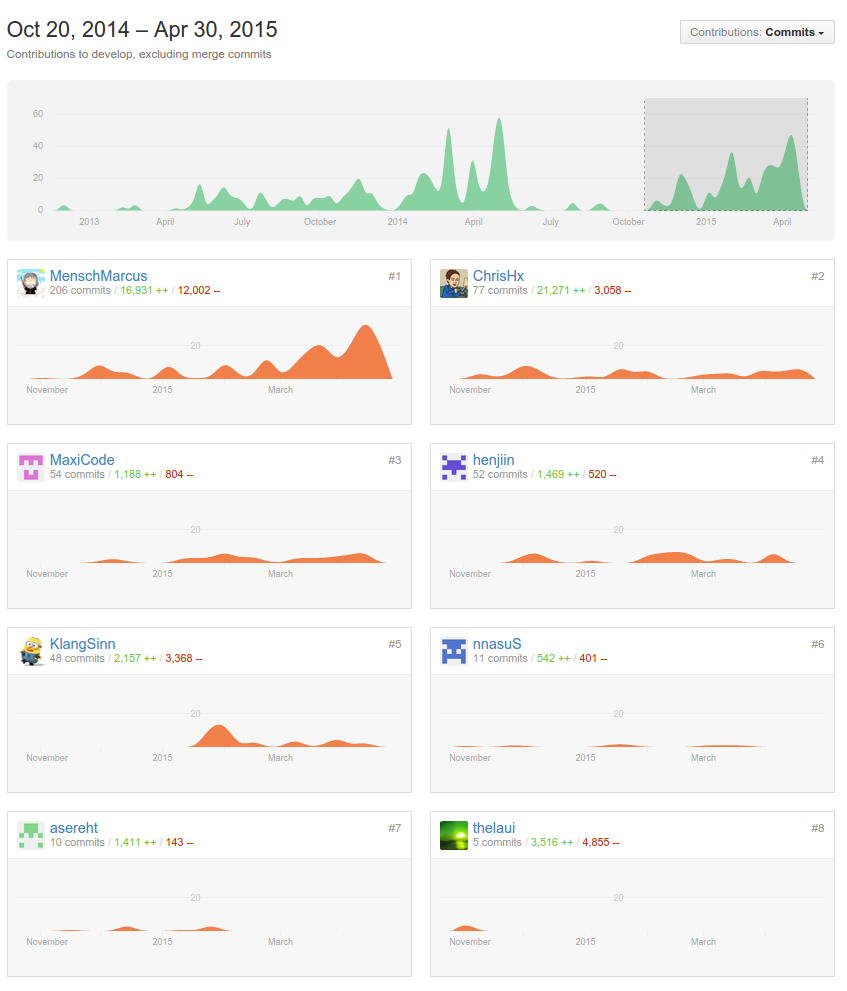 Oct 20, 2014 – Apr 30, 2015
Contributions: Commits
Contributions to develop, excluding merge commits
60
40
20
0
2013 April July October 2014 April July October 2015 April
MenschMarcus #1
206 commits / 16,931 ++ / 12,002 --
20
November 2015 March
ChrisHx #2
77 commits / 21,271 ++ / 3,058 --
20
November 2015 March
MaxiCode #3
54 commits / 1,188 ++ / 804 --
20
November 2015 March
henjiin #4
52 commits / 1,469 ++ / 520 --
20
November 2015 March
KlangSinn #5
48 commits / 2,157 ++ / 3,368 --
20
November 2015 March
nnasuS #6
11 commits / 542 ++ / 401 --
20
November 2015 March
asereht #7
10 commits / 1,411 ++ / 143 --
20
November 2015 March
thelaui #8
5 commits / 3,516 ++ / 4,855 --
20
November 2015 March